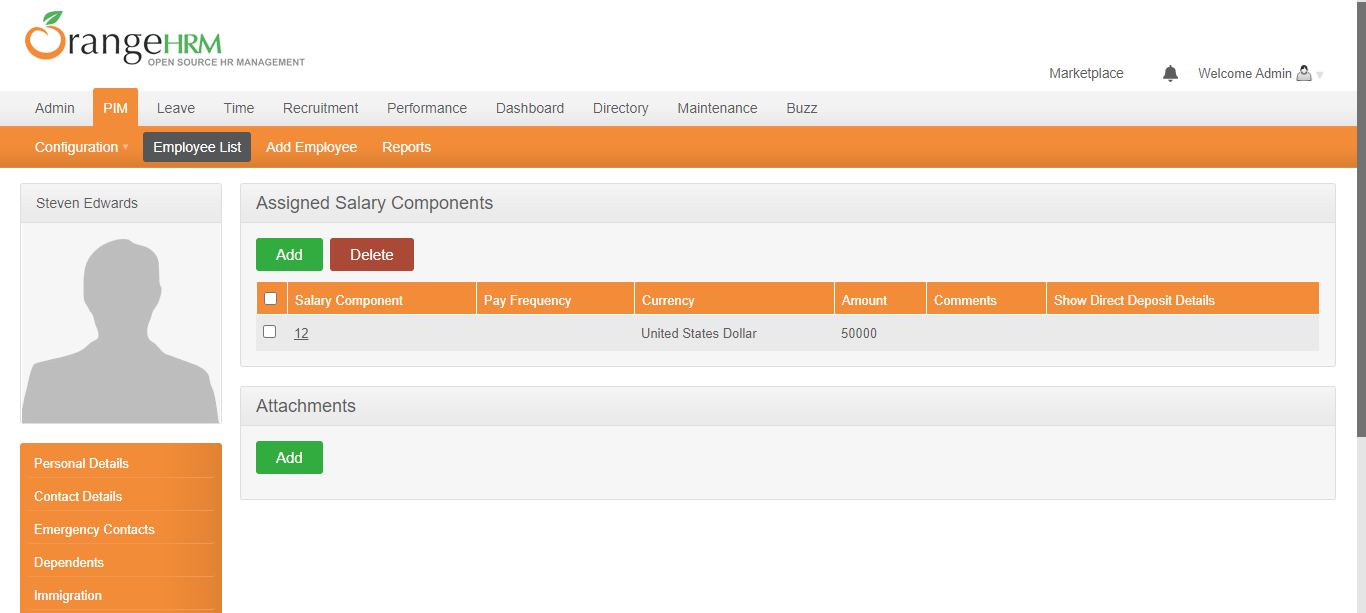 OrangeHRM
OPEN SOURCE HR MANAGEMENT
Marketplace Welcome Admin
Admin PIM Leave Time Recruitment Performance Dashboard Directory Maintenance Buzz
Configuration Employee List Add Employee Reports
Steven Edwards
Assigned Salary Components
Add Delete
Salary Component Pay Frequency Currency Amount Comments Show Direct Deposit Details
12 United States Dollar 50000
Attachments
Add
Personal Details
Contact Details
Emergency Contacts
Dependents
Immigration